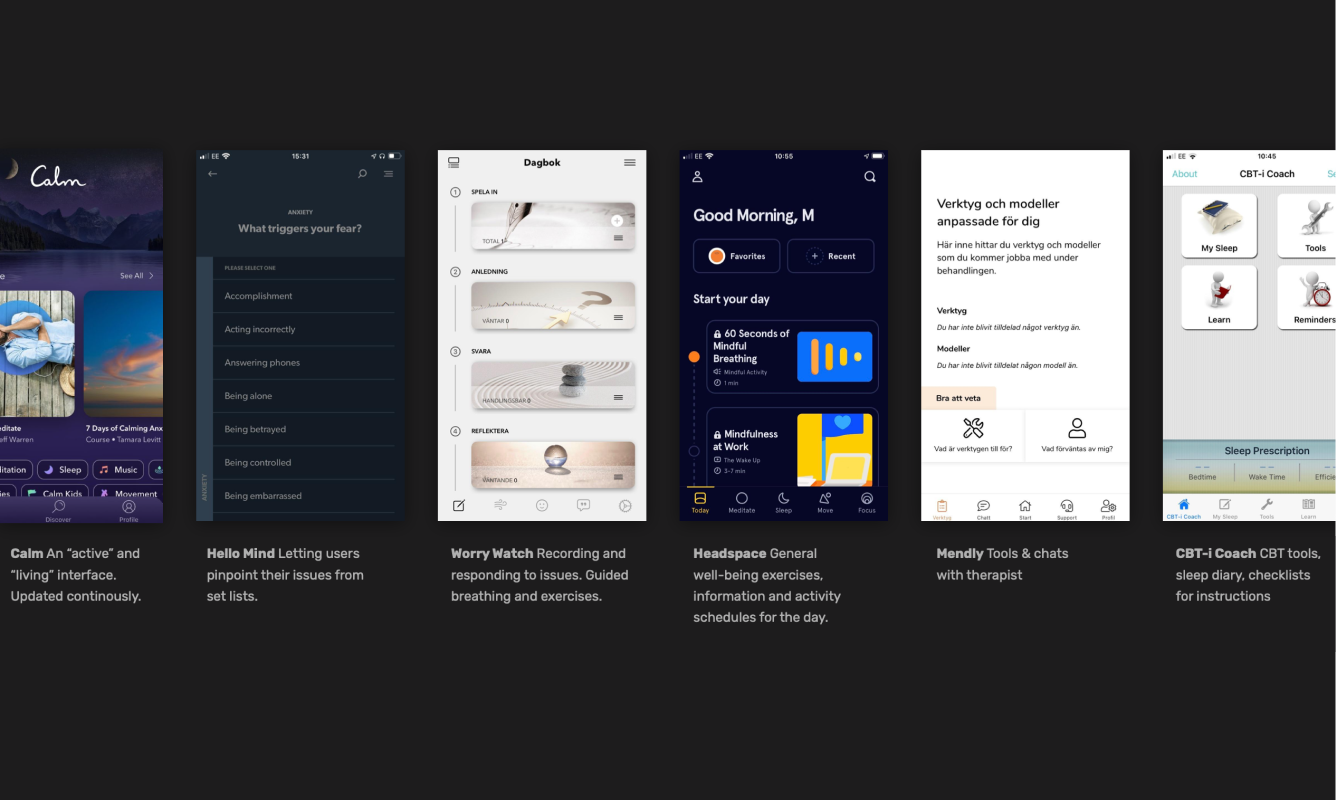 Calm
e
See All >
editate
eff Warren
7 Days of Calming Anx
Course • Tamara Levitt
litation
Sleep
Music
ies
Calm Kids
Movement
Discover
Profile
Calm An “active” and
“living” interface.
Updated continously.
EE
15:31
ANXIETY
What triggers your fear?
PLEASE SELECT ONE
Accomplishment
Acting incorrectly
Answering phones
Being alone
Being betrayed
Being controlled
Being embarrassed
ANXIETY
Hello Mind Letting users
pinpoint their issues from
set lists.
Dagbok
1 SPELA IN
TOTAL 1
2 ANLEDNING
VÄNTAR 0
3 SVARA
HANDLINGSBAR 0
4 REFLEKTERA
VÄNTANDE 0
Worry Watch Recording and
responding to issues. Guided
breathing and exercises.
EE
10:55
Good Morning, M
Favorites
Recent
Start your day
60 Seconds of
Mindful
Breathing
Mindful Activity
1 min
Mindfulness
at Work
The Wake Up
3-7 min
Today
Meditate
Sleep
Move
Focus
Headspace General
well-being exercises,
information and activity
schedules for the day.
Verktyg och modeller
anpassade för dig
Här inne hittar du verktyg och modeller
som du kommer jobba med under
behandlingen.
Verktyg
Du har inte blivit tilldelad något verktyg än.
Modeller
Du har inte blivit tilldelat någon modell än.
Bra att veta
Vad är verktygen till för?
Vad förväntas av mig?
Verktyg
Chatt
Start
Support
Profil
Mendly Tools & chats
with therapist
EE
10:45
About
CBT-i Coach
Se
My Sleep
Tools
Learn
Reminders
Sleep Prescription
-- --
-- --
Bedtime
Wake Time
Efficie
CBT-i Coach
My Sleep
Tools
Learn
CBT-i Coach CBT tools,
sleep diary, checklists
for instructions